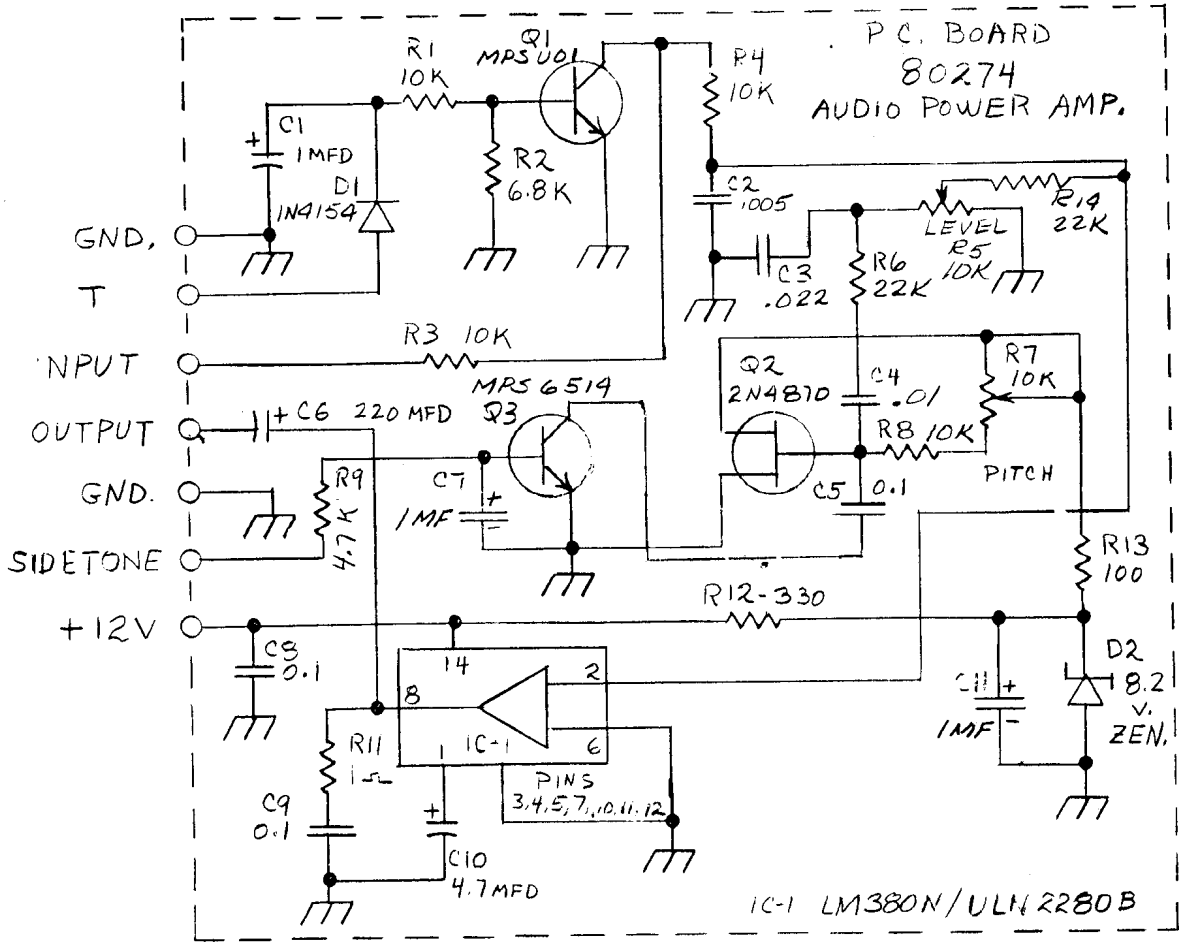 P.C. BOARD
80274
AUDIO POWER AMP.
Q1
MPSU01
R1
10K
R4
10K
C1
+
1MFD
R2
6.8K
D1
1N4154
C2
.005
R14
22K
LEVEL
R5
10K
GND.
C3
.022
R6
22K
T
R3 10K
NPUT
R7
10K
MPS6514
Q3
Q2
2N4870
C4
.01
+ C6 220 MFD
OUTPUT
R8 10K
PITCH
R9
4.7K
C7
+
1MF -
C5 0.1
GND.
SIDETONE
R13
100
R12-330
+12V
C8
0.1
14
2
8
IC-1
6
1
D2
8.2
V.
ZEN.
C11 +
1MF -
R11
1Ω
PINS
3,4,5,7,10,11,12
C9
0.1
+
C10
4.7MFD
IC-1 LM380N/ULN2280B